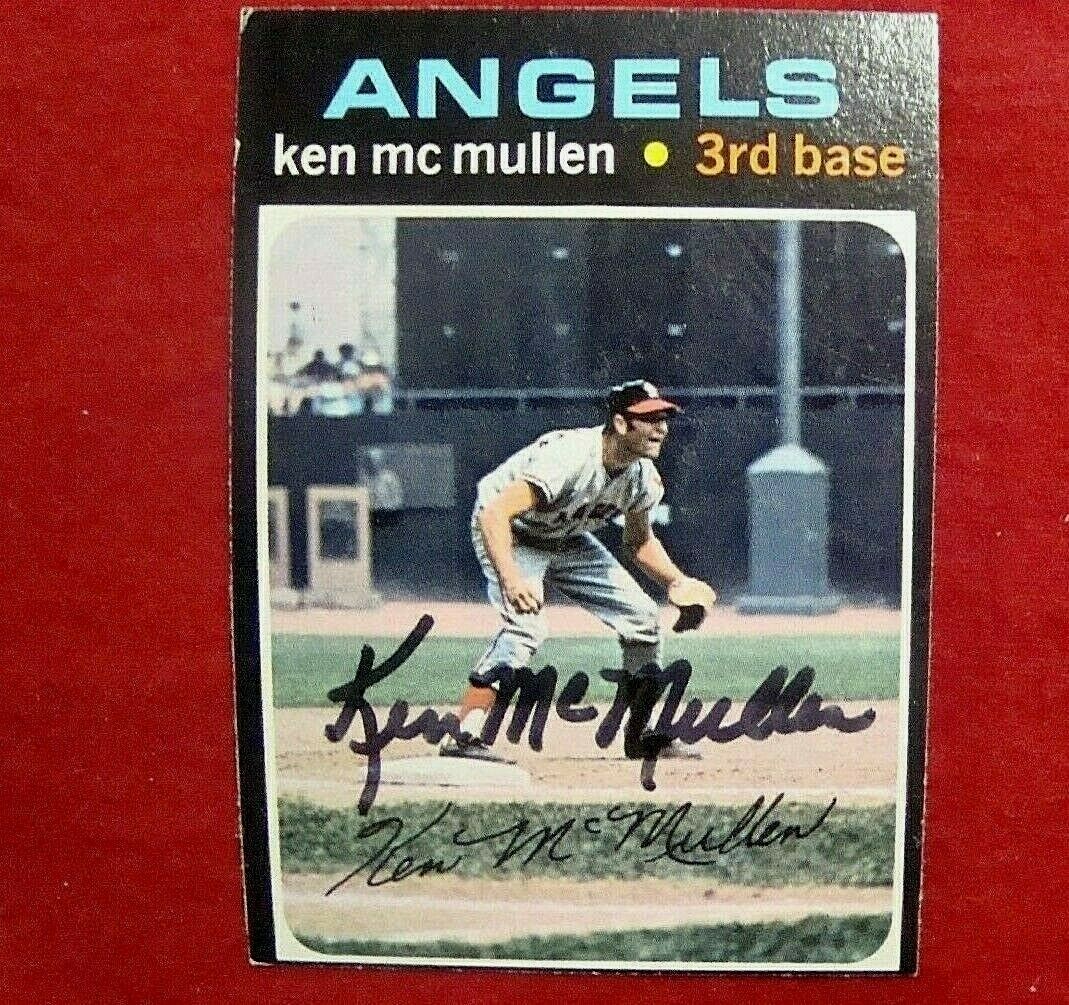 ANGELS
ken mc mullen • 3rd base
Ken McMullen
Ken McMullen